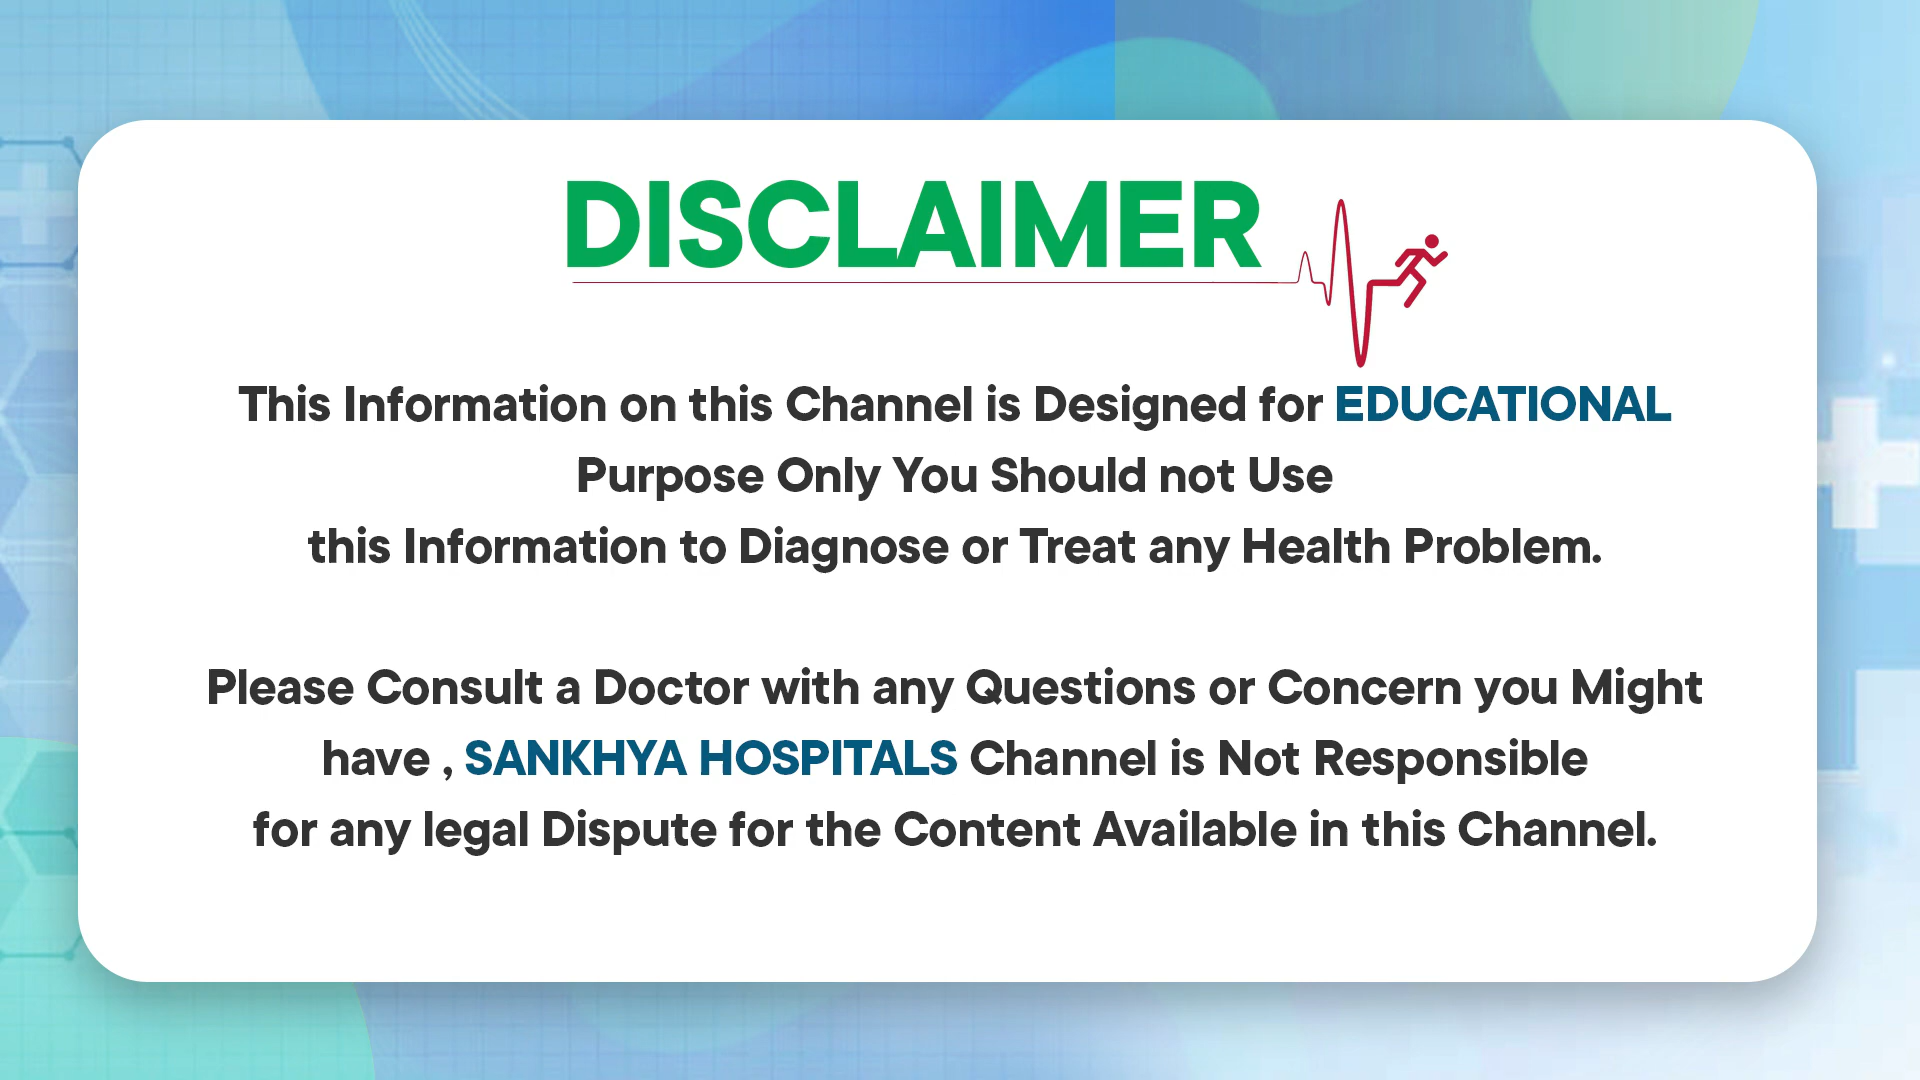 DISCLAIMER
This Information on this Channel is Designed for EDUCATIONAL
Purpose Only You Should not Use
this Information to Diagnose or Treat any Health Problem.
Please Consult a Doctor with any Questions or Concern you Might
have , SANKHYA HOSPITALS Channel is Not Responsible
for any legal Dispute for the Content Available in this Channel.